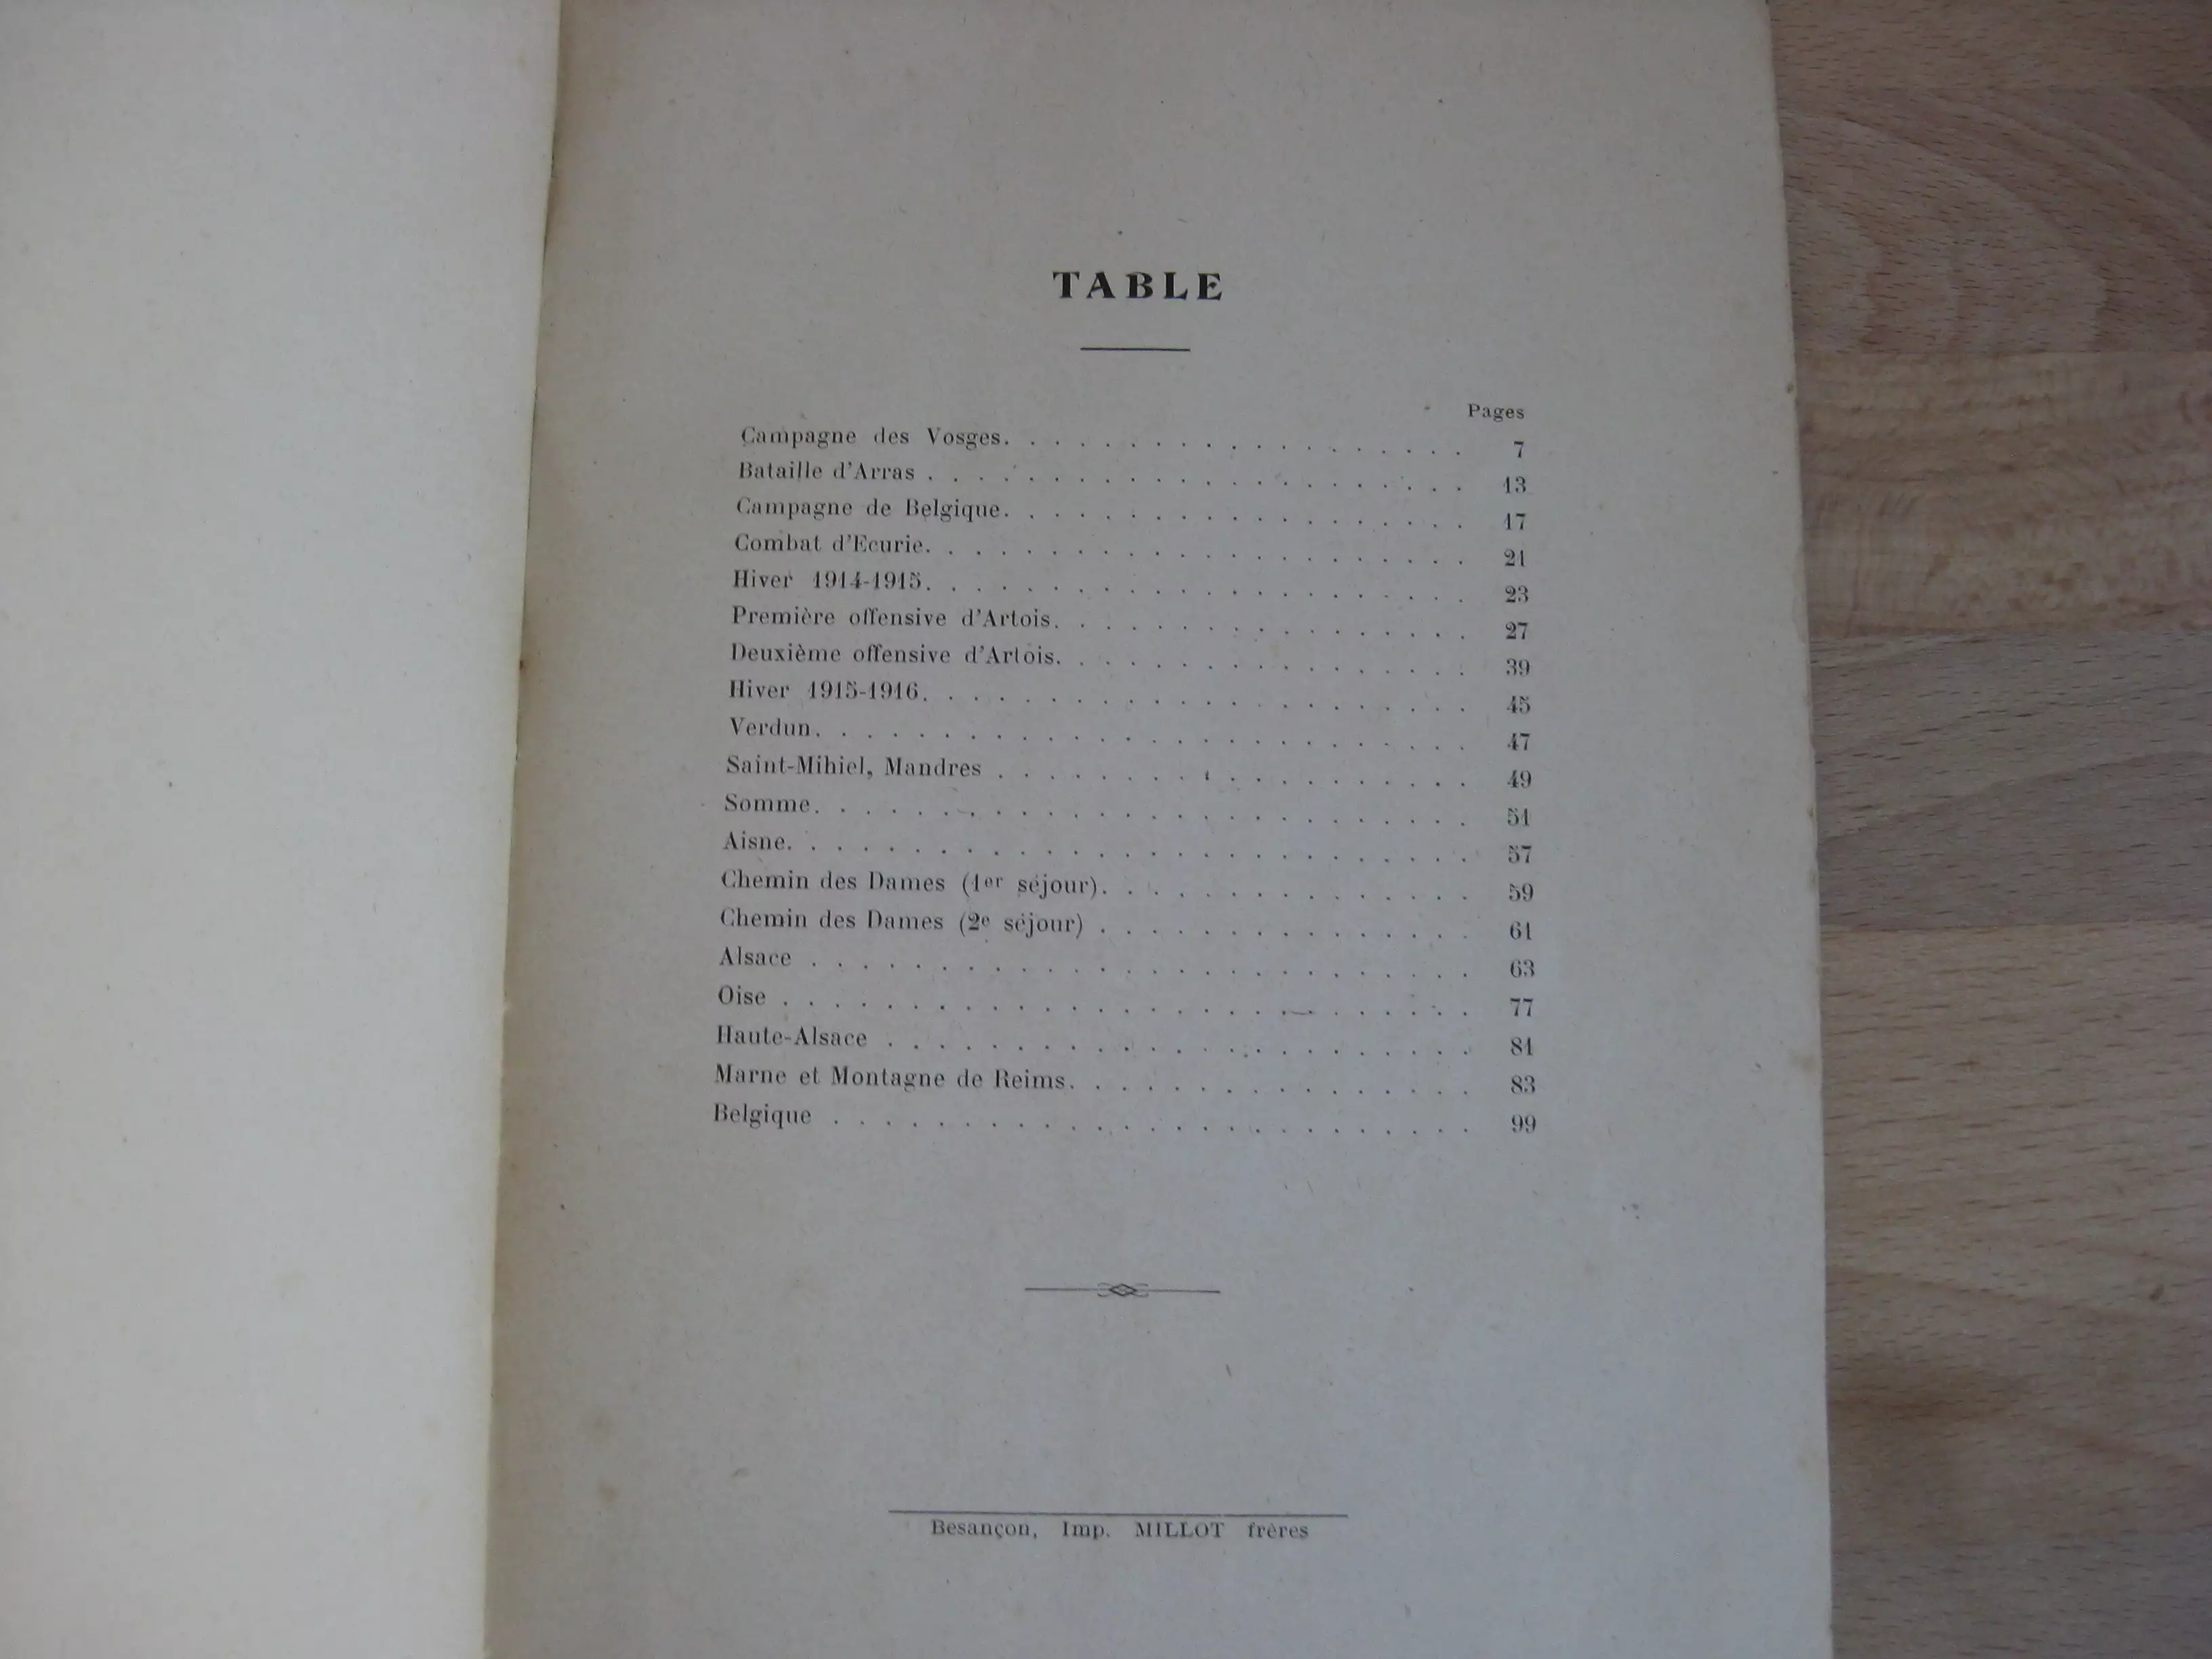 TABLE
Pages
Campagne des Vosges. . . . . . . . . . . . . . . . . . . 7
Bataille d'Arras . . . . . . . . . . . . . . . . . . . . . . 13
Campagne de Belgique. . . . . . . . . . . . . . . . . . . 17
Combat d'Ecurie. . . . . . . . . . . . . . . . . . . . . . 21
Hiver 1914-1915. . . . . . . . . . . . . . . . . . . . . . 23
Première offensive d'Artois. . . . . . . . . . . . . . . . . 27
Deuxième offensive d'Artois. . . . . . . . . . . . . . . . . 39
Hiver 1915-1916. . . . . . . . . . . . . . . . . . . . . . 45
Verdun. . . . . . . . . . . . . . . . . . . . . . . . . . 47
Saint-Mihiel, Mandres . . . . . . . . . . . . . . . . . . . 49
Somme. . . . . . . . . . . . . . . . . . . . . . . . . . 51
Aisne. . . . . . . . . . . . . . . . . . . . . . . . . . . 57
Chemin des Dames (1er séjour). . . . . . . . . . . . . . . 59
Chemin des Dames (2e séjour) . . . . . . . . . . . . . . . 61
Alsace . . . . . . . . . . . . . . . . . . . . . . . . . . 63
Oise . . . . . . . . . . . . . . . . . . . . . . . . . . . 77
Haute-Alsace . . . . . . . . . . . . . . . . . . . . . . . 81
Marne et Montagne de Reims. . . . . . . . . . . . . . . . 83
Belgique . . . . . . . . . . . . . . . . . . . . . . . . . 99
Besançon, Imp. MILLOT frères